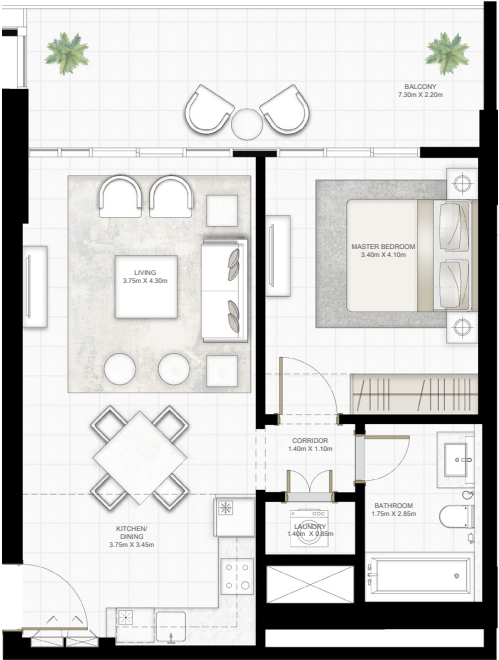 BALCONY
7.30m X 2.20m
MASTER BEDROOM
3.40m X 4.10m
LIVING
3.75m X 4.30m
CORRIDOR
1.40m X 1.10m
BATHROOM
1.75m X 2.85m
LAUNDRY
1.40m X 0.85m
KITCHEN/
DINING
3.75m X 3.45m